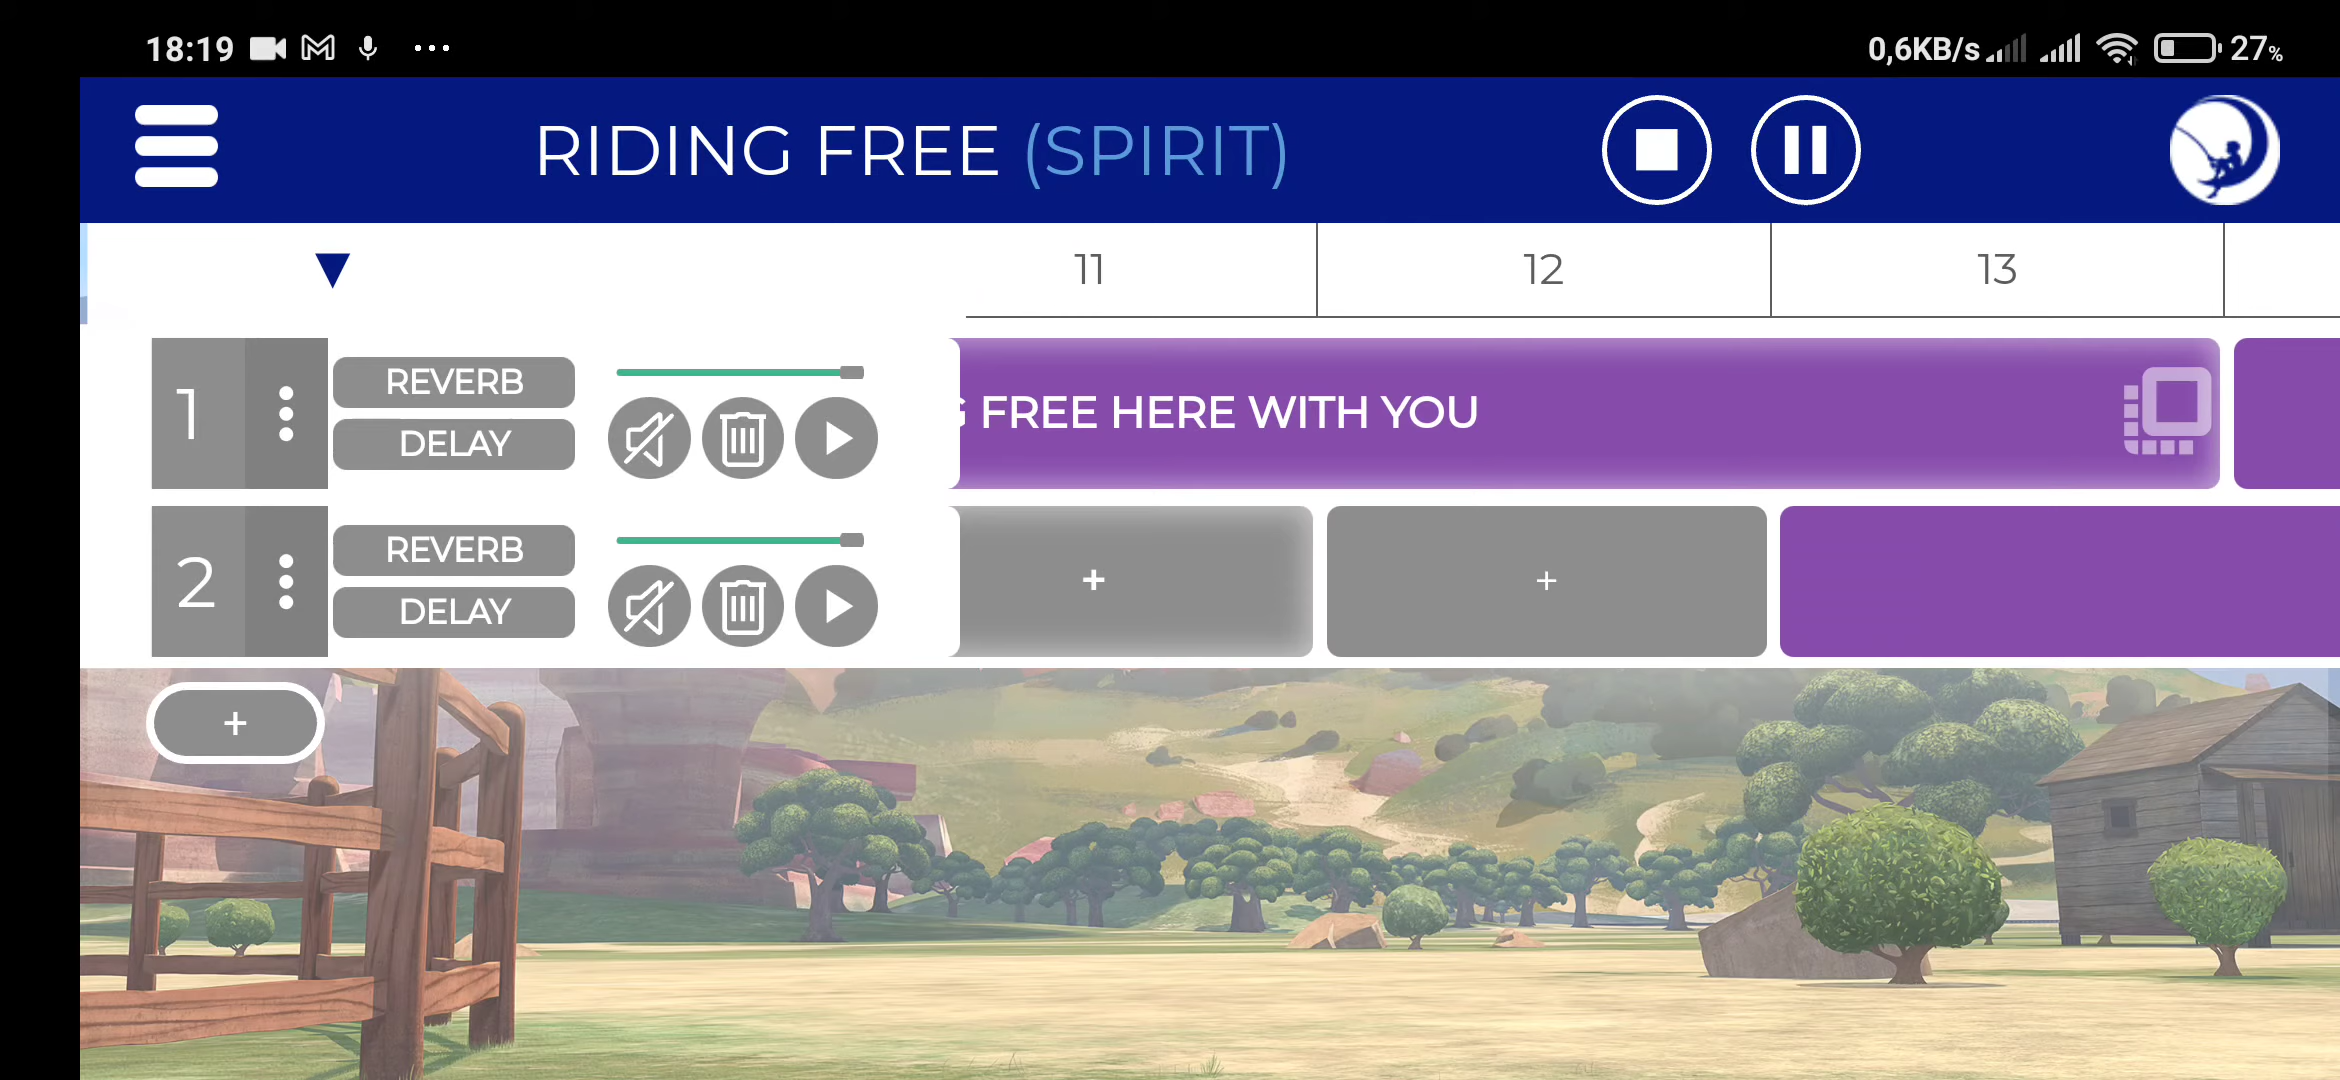 18:19 ... 0,6KB/s 27%
RIDING FREE (SPIRIT)
11 12 13
1 REVERB
DELAY
FREE HERE WITH YOU
2 REVERB
DELAY
+ +
+